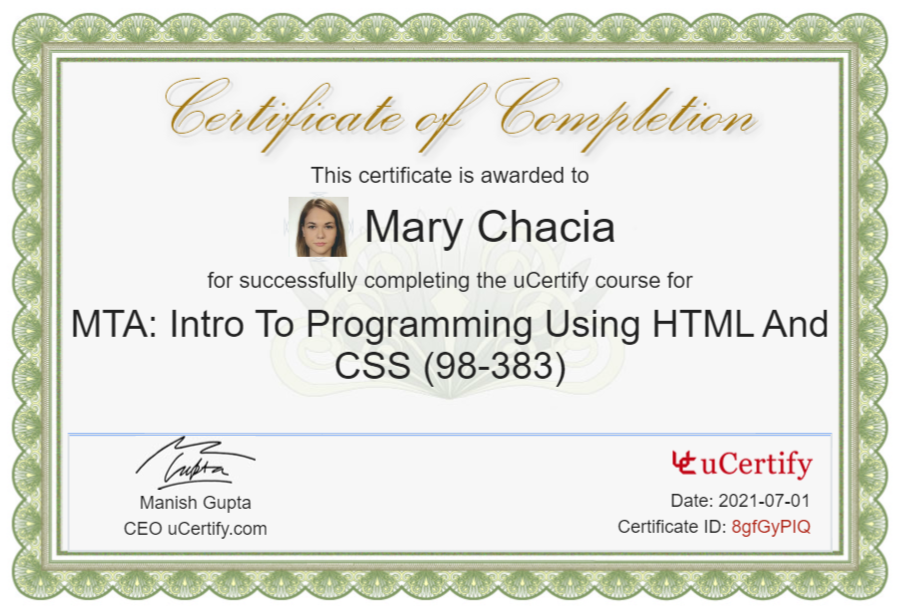 Certificate of Completion
This certificate is awarded to
Mary Chacia
for successfully completing the uCertify course for
MTA: Intro To Programming Using HTML And
CSS (98-383)
Gupta
Manish Gupta
CEO uCertify.com
uCertify
Date: 2021-07-01
Certificate ID: 8gfGyPIQ